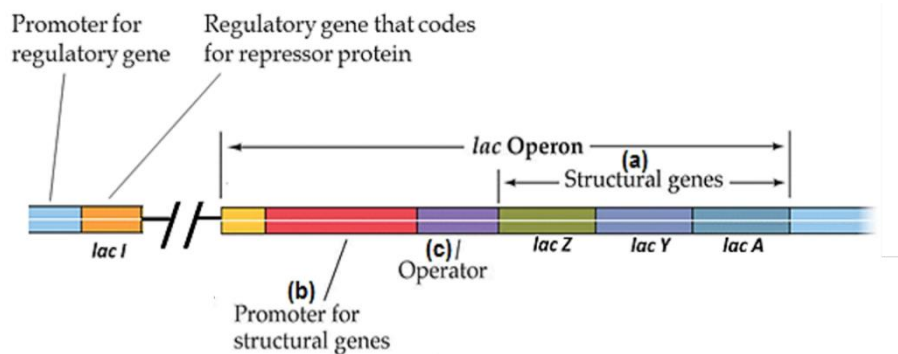 Promoter for
regulatory gene
Regulatory gene that codes
for repressor protein
lac Operon
(a)
Structural genes
lac I
(c)/
Operator
lac Z
lac Y
lac A
(b)
Promoter for
structural genes